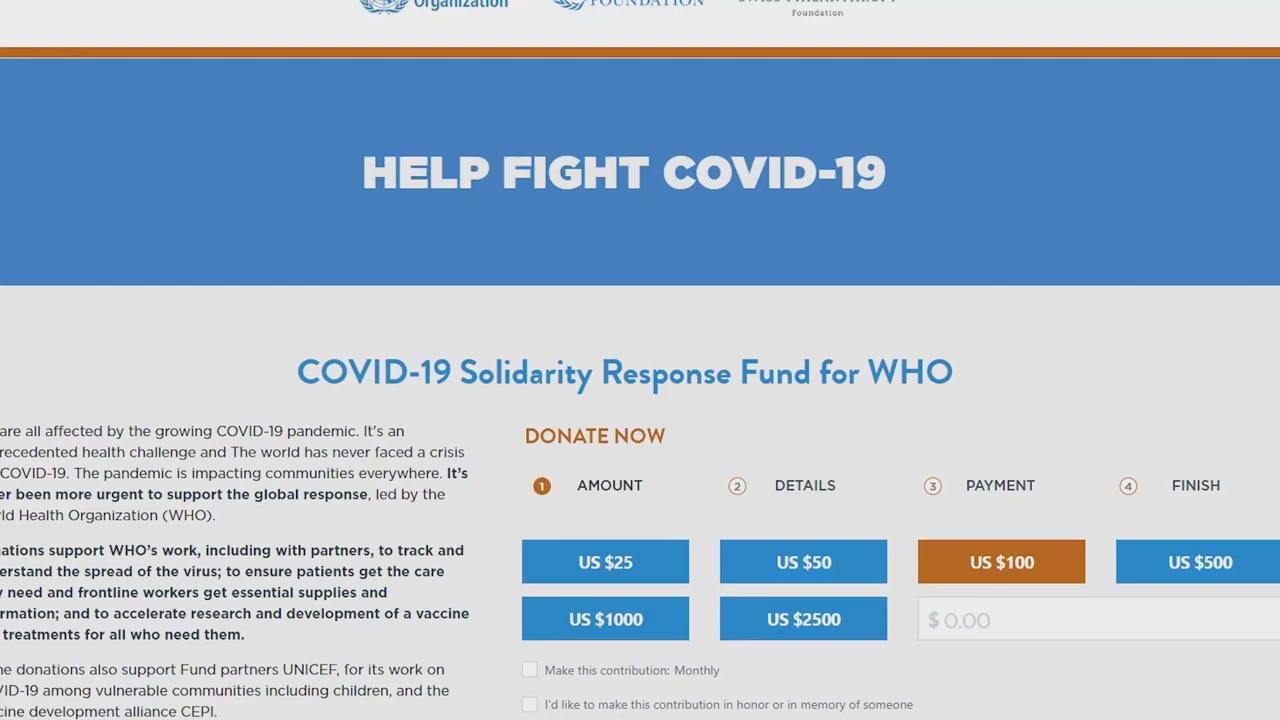 Organization
FOUNDATION
SWISS PHILANTHROPY
Foundation
HELP FIGHT COVID-19
COVID-19 Solidarity Response Fund for WHO
are all affected by the growing COVID-19 pandemic. It's an
recedented health challenge and The world has never faced a crisis
COVID-19. The pandemic is impacting communities everywhere. It's
er been more urgent to support the global response, led by the
ld Health Organization (WHO).
ations support WHO's work, including with partners, to track and
erstand the spread of the virus; to ensure patients get the care
y need and frontline workers get essential supplies and
rmation; and to accelerate research and development of a vaccine
treatments for all who need them.
ne donations also support Fund partners UNICEF, for its work on
VID-19 among vulnerable communities including children, and the
cine development alliance CEPI.
DONATE NOW
1 AMOUNT 2 DETAILS 3 PAYMENT 4 FINISH
US $25 US $50 US $100 US $500
US $1000 US $2500 $ 0.00
Make this contribution: Monthly
I'd like to make this contribution in honor or in memory of someone